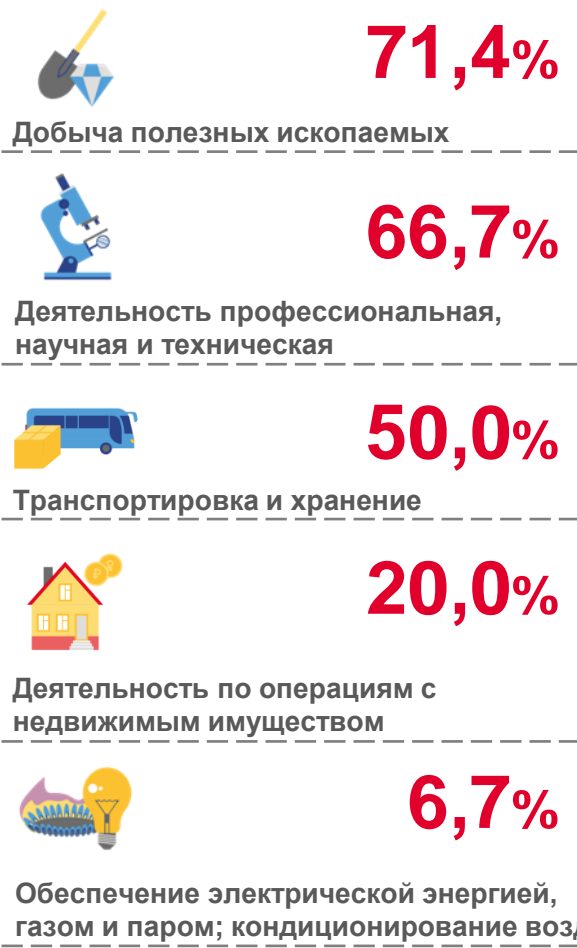 71,4%
Добыча полезных ископаемых
66,7%
Деятельность профессиональная,
научная и техническая
50,0%
Транспортировка и хранение
20,0%
Деятельность по операциям с
недвижимым имуществом
6,7%
Обеспечение электрической энергией,
газом и паром; кондиционирование